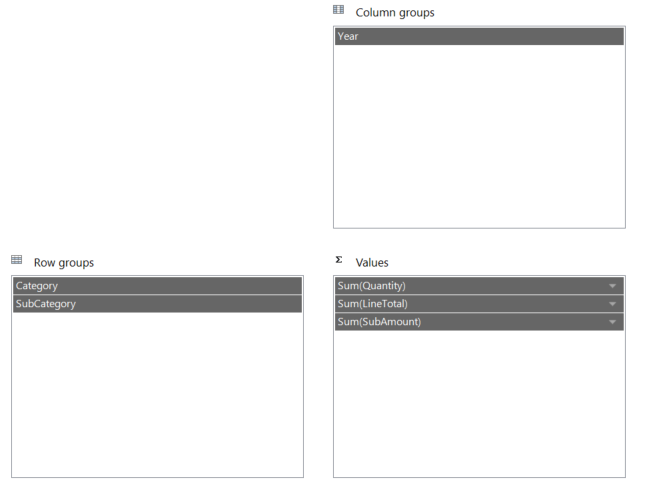 Column groups
Year
Row groups
Category
SubCategory
Σ Values
Sum(Quantity)
Sum(LineTotal)
Sum(SubAmount)